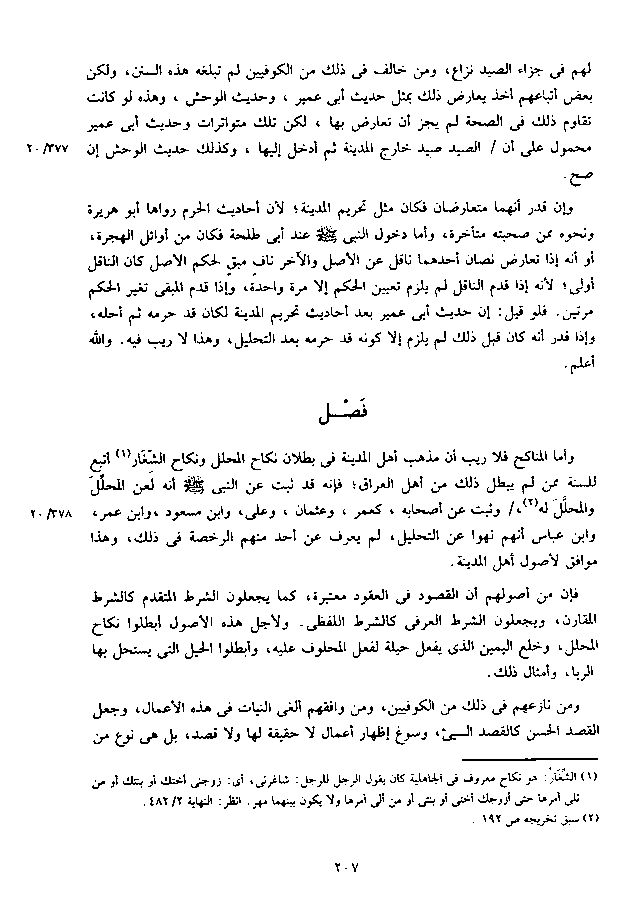 لهم فى جزاء الصيد نزاع، ومن خالف فى ذلك من الكوفيين لم تبلغه هذه السنن، ولكن
بعض أتباعهم أخذ يعارض ذلك بمثل حديث أبى عمير ، وحديث الوحش ، وهذه لو كانت
تقاوم ذلك فى الصحة لم يجز أن تعارض بها ، لكن تلك متواترات وحديث أبى عمير
محمول على أن / الصيد صيد خارج المدينة ثم أدخل إليها ، وكذلك حديث الوحش إن ٢٠/٣٧٧
صح.
وإن قدر أنهما متعارضان فكان مثل تحريم المدينة؛ لأن أحاديث الحرم رواها أبو هريرة
ونحوه ممن صحبته متأخرة، وأما دخول النبى ﷺ عند أبى طلحة فكان من أوائل الهجرة،
أو أنه إذا تعارض نصان أحدهما ناقل عن الأصل والآخر نافٍ مبق لحكم الأصل كان الناقل
أولى؛ لأنه إذا قدم الناقل لم يلزم تعيين الحكم إلا مرة واحدة، وإذا قدم المبقى تغير الحكم
مرتين. فلو قيل: إن حديث أبى عمير بعد أحاديث تحريم المدينة لكان قد حرمه ثم أحله،
وإذا قدر أنه كان قبل ذلك لم يلزم إلا كونه قد حرمه بعد التحليل، وهذا لا ريب فيه. والله
أعلم.
فَصْـل
وأما المناكح فلا ريب أن مذهب أهل المدينة فى بطلان نكاح المحلل ونكاح الشِّغَار(١) أتبع
للسنة ممن لم يبطل ذلك من أهل العراق؛ فإنه قد ثبت عن النبى ﷺ أنه لعن المحلِّلَ
والمحلَّلَ له(٢)،/ وثبت عن أصحابه ، كعمر ، وعثمان ، وعلى، وابن مسعود ،وابن عمر، ٢٠/٣٧٨
وابن عباس أنهم نهوا عن التحليل، لم يعرف عن أحد منهم الرخصة فى ذلك، وهذا
موافق لأصول أهل المدينة.
فإن من أصولهم أن القصود فى العقود معتبرة، كما يجعلون الشرط المتقدم كالشرط
المقارن، ويجعلون الشرط العرفى كالشرط اللفظى. ولأجل هذه الأصول أبطلوا نكاح
المحلل، وخلع اليمين الذى يفعل حيلة لفعل المحلوف عليه، وأبطلوا الحيل التى يستحل بها
الربا، وأمثال ذلك.
ومن نازعهم فى ذلك من الكوفيين، ومن وافقهم ألغى النيات فى هذه الأعمال، وجعل
القصد الحسن كالقصد السيئ، وسوغ إظهار أعمال لا حقيقة لها ولا قصد، بل هى نوع من
(١) الشِّغَار: هو نكاح معروف فى الجاهلية كان يقول الرجل للرجل: شاغرنى، أى: زوجنى أختك أو بنتك أو من
تلى أمرها حتى أزوجك أختى أو بنتى أو من ألى أمرها ولا يكون بينهما مهر. انظر: النهاية ٢/ ٤٨٢ .
(٢) سبق تخريجه ص ١٩٢ .
٢٠٧